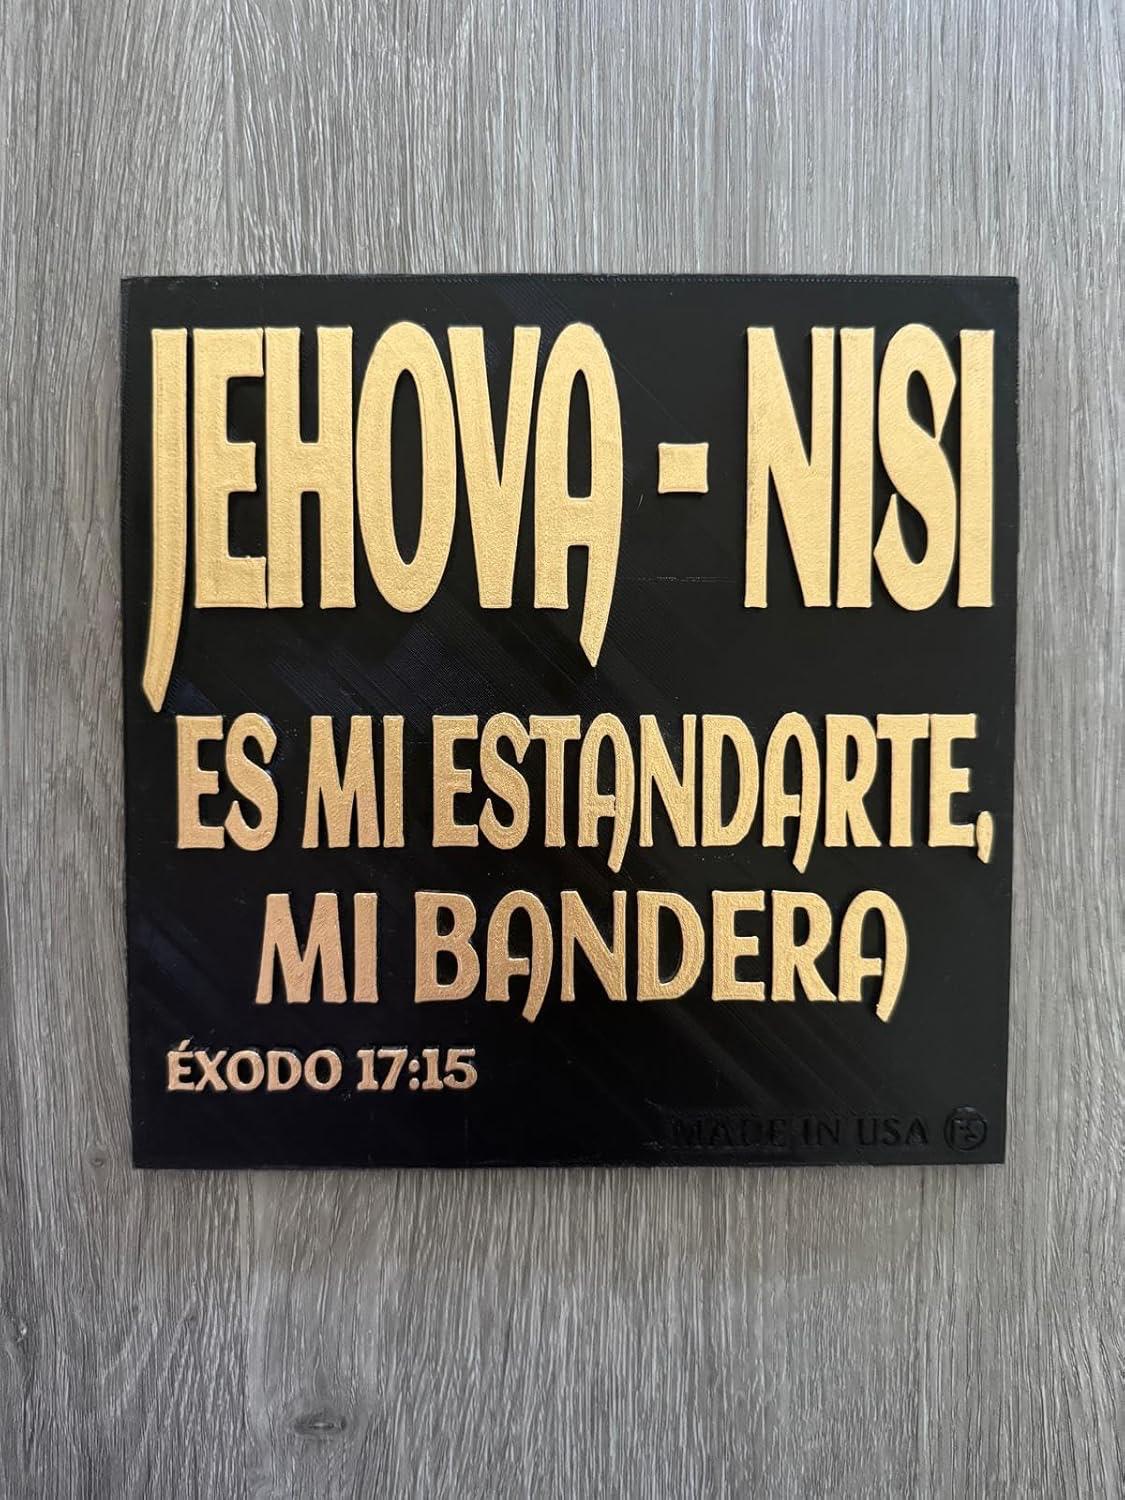 JEHOVA - NISI
ES MI ESTANDARTE,
MI BANDERA
ÉXODO 17:15
MADE IN USA